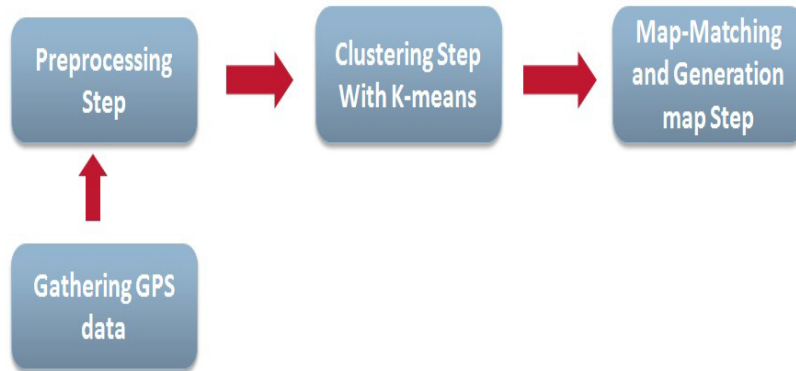 Preprocessing
Step
Clustering Step
With K-means
Map-Matching
and Generation
map Step
Gathering GPS
data